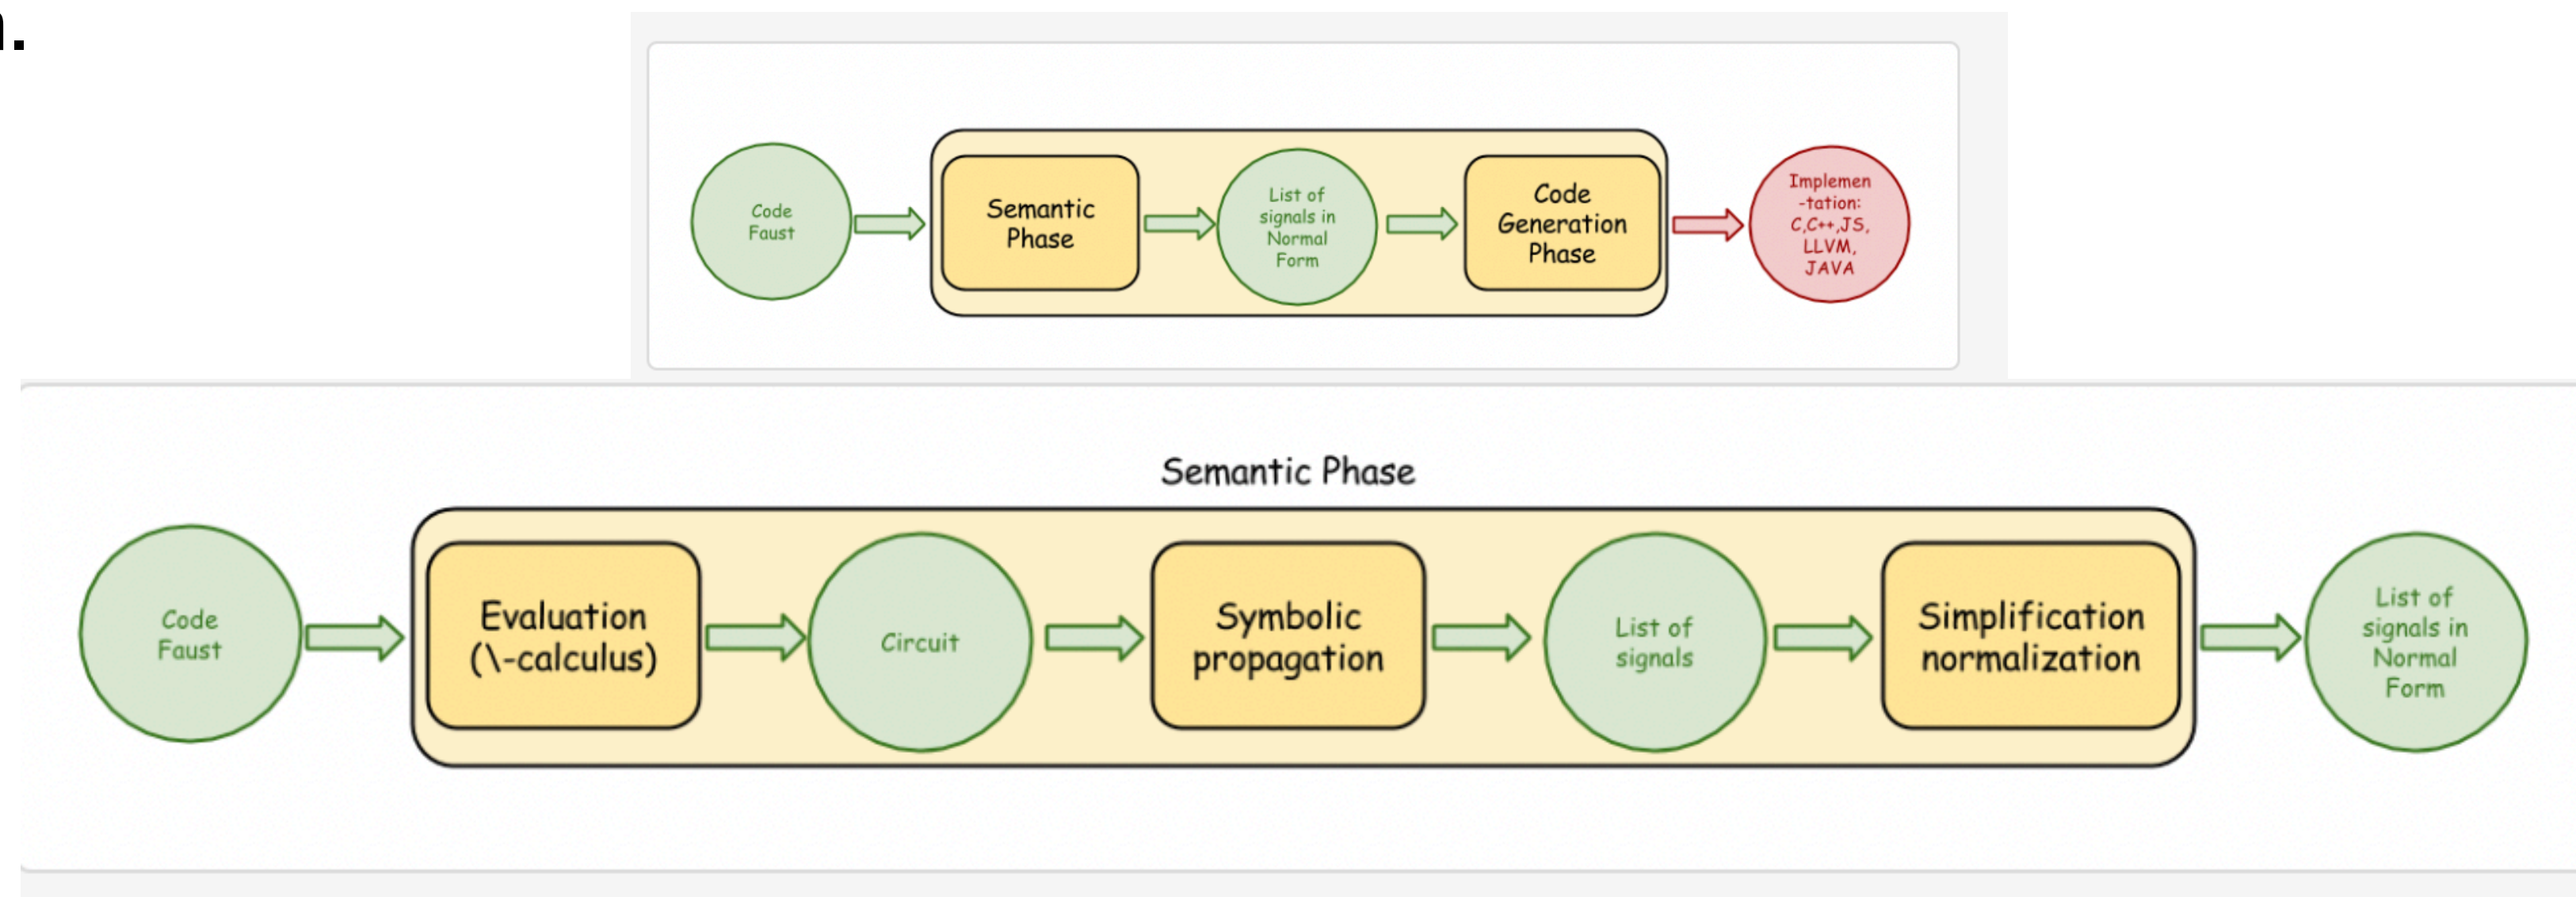 Code
Faust
Semantic
Phase
List of
signals in
Normal
Form
Code
Generation
Phase
Implemen
-tation:
C,C++,JS,
LLVM,
JAVA
Semantic Phase
Code
Faust
Evaluation
(\-calculus)
Circuit
Symbolic
propagation
List of
signals
Simplification
normalization
List of
signals in
Normal
Form